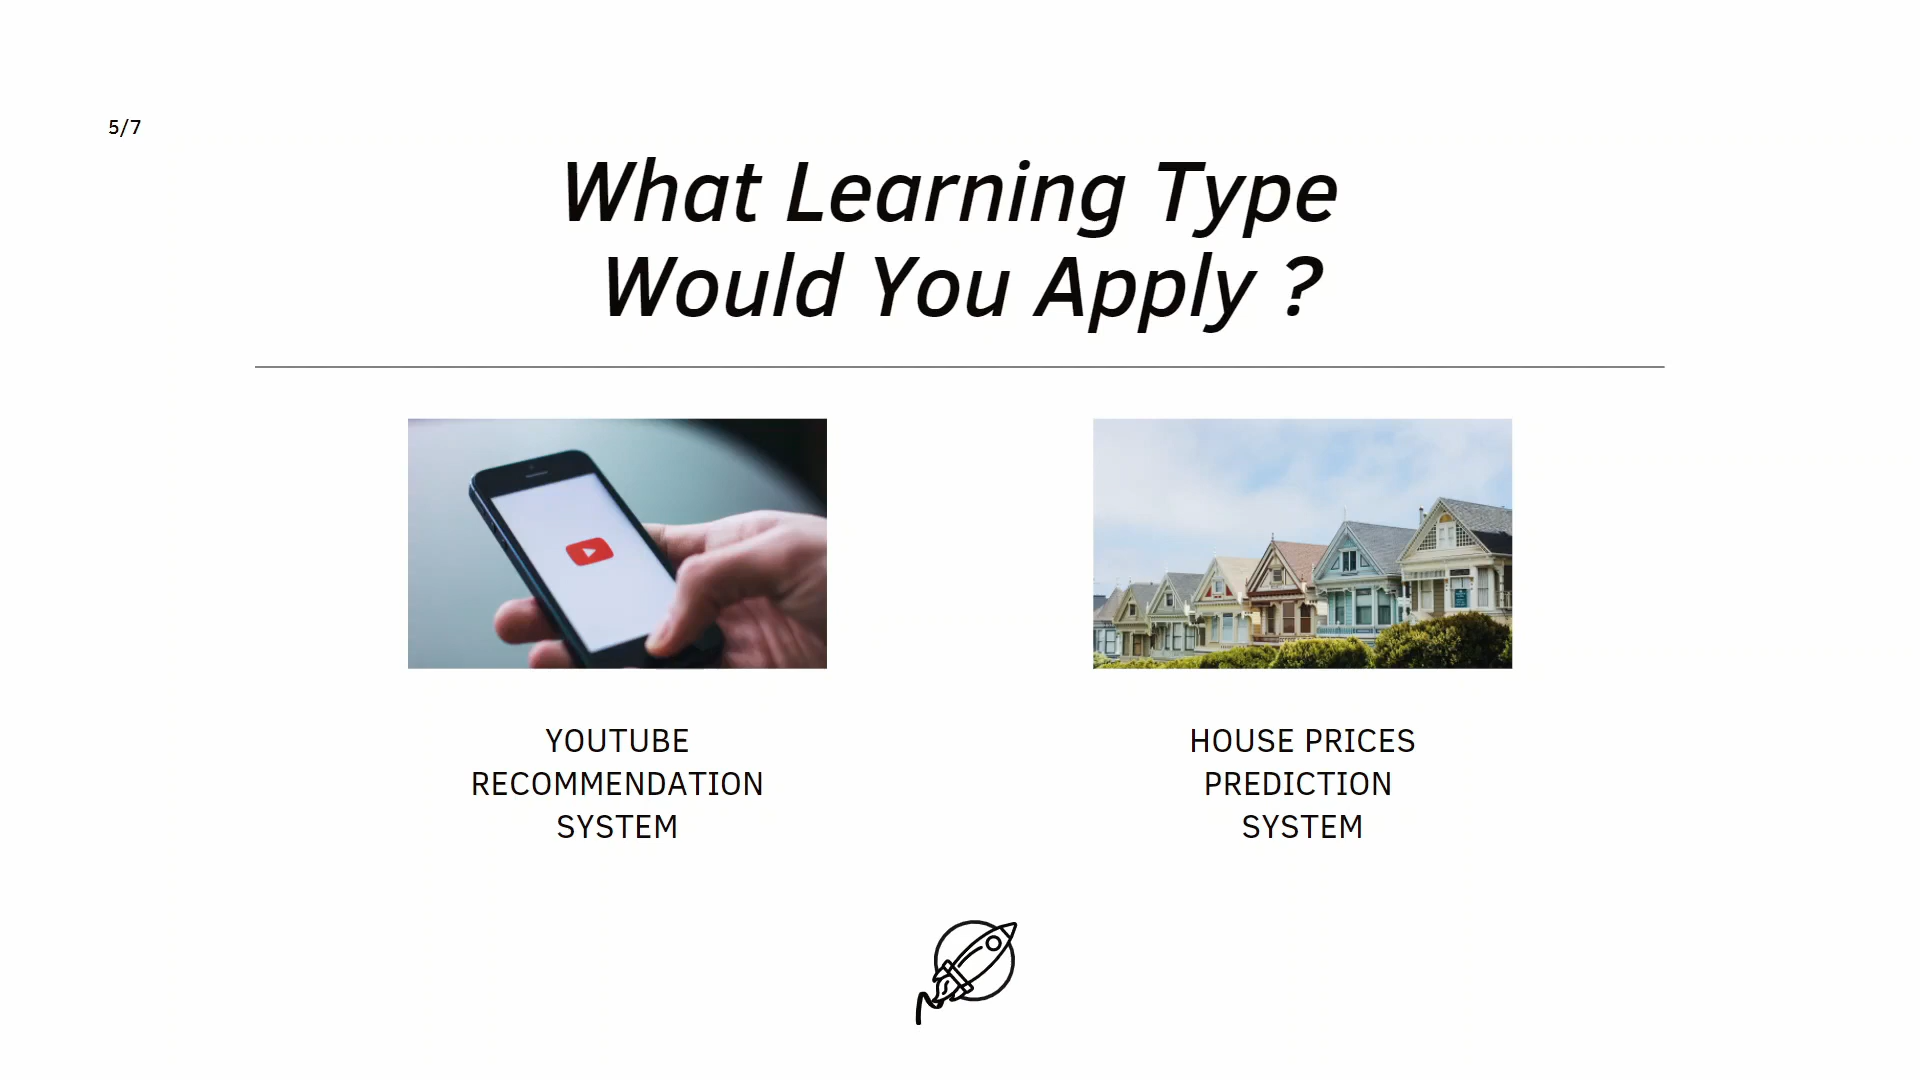 5/7
What Learning Type
Would You Apply ?
YOUTUBE
RECOMMENDATION
SYSTEM
HOUSE PRICES
PREDICTION
SYSTEM